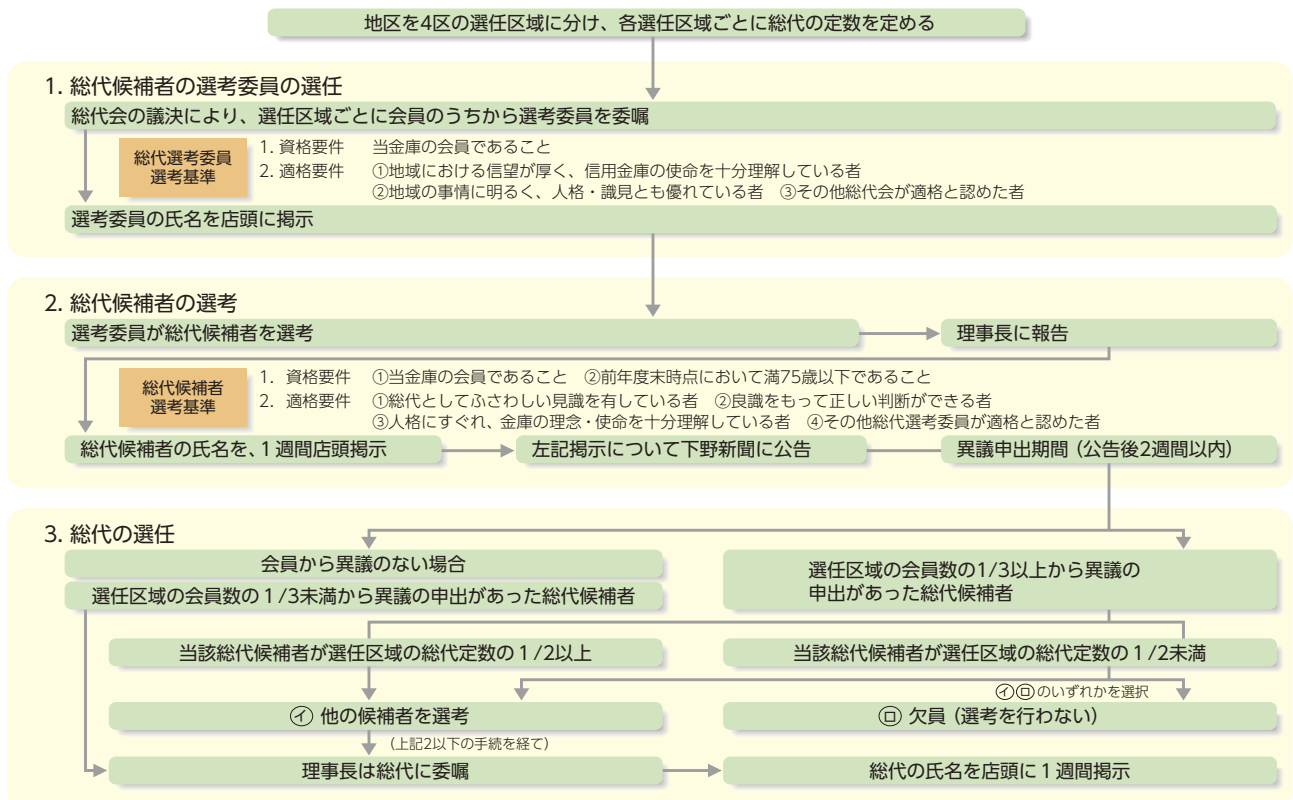 地区を4区の選任区域に分け、各選任区域ごとに総代の定数を定める
1. 総代候補者の選考委員の選任
総代会の議決により、選任区域ごとに会員のうちから選考委員を委嘱
総代選考委員
選考基準
1. 資格要件 当金庫の会員であること
2. 適格要件 ①地域における信望が厚く、信用金庫の使命を十分理解している者
②地域の事情に明るく、人格・識見とも優れている者 ③その他総代会が適格と認めた者
選考委員の氏名を店頭に掲示
2. 総代候補者の選考
選考委員が総代候補者を選考
理事長に報告
総代候補者
選考基準
1. 資格要件 ①当金庫の会員であること ②前年度末時点において満75歳以下であること
2. 適格要件 ①総代としてふさわしい見識を有している者 ②良識をもって正しい判断ができる者
③人格にすぐれ、金庫の理念・使命を十分理解している者 ④その他総代選考委員が適格と認めた者
総代候補者の氏名を、1週間店頭掲示
左記掲示について下野新聞に公告
異議申出期間（公告後2週間以内）
3. 総代の選任
会員から異議のない場合
選任区域の会員数の1/3未満から異議の申出があった総代候補者
選任区域の会員数の1/3以上から異議の
申出があった総代候補者
当該総代候補者が選任区域の総代定数の1/2以上
当該総代候補者が選任区域の総代定数の1/2未満
㋑㋺のいずれかを選択
㋑ 他の候補者を選考
㋺ 欠員（選考を行わない）
（上記2以下の手続を経て）
理事長は総代に委嘱
総代の氏名を店頭に1週間掲示